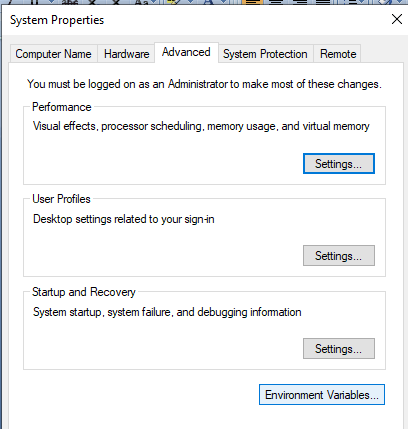 System Properties
Computer Name Hardware Advanced System Protection Remote
You must be logged on as an Administrator to make most of these changes.
Performance
Visual effects, processor scheduling, memory usage, and virtual memory
Settings...
User Profiles
Desktop settings related to your sign-in
Settings...
Startup and Recovery
System startup, system failure, and debugging information
Settings...
Environment Variables...